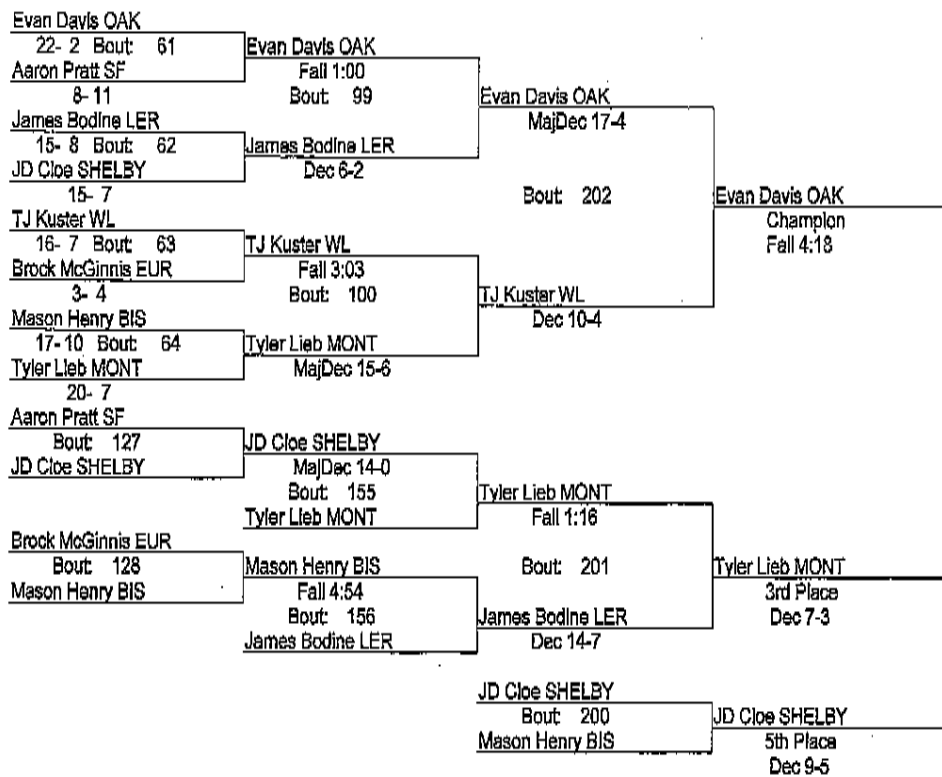 Evan Davis OAK
22- 2 Bout: 61
Evan Davis OAK
Aaron Pratt SF
Fall 1:00
8- 11
Bout: 99
Evan Davis OAK
James Bodine LER
MajDec 17-4
15- 8 Bout: 62
James Bodine LER
JD Cloe SHELBY
Dec 6-2
15- 7
Bout: 202
Evan Davis OAK
TJ Kuster WL
Champion
16- 7 Bout: 63
TJ Kuster WL
Fall 4:18
Brock McGinnis EUR
Fall 3:03
3- 4
Bout: 100
TJ Kuster WL
Mason Henry BIS
Dec 10-4
17-10 Bout: 64
Tyler Lieb MONT
Tyler Lieb MONT
MajDec 15-6
20- 7
Aaron Pratt SF
Bout: 127
JD Cloe SHELBY
JD Cloe SHELBY
MajDec 14-0
Bout: 155
Tyler Lieb MONT
Tyler Lieb MONT
Fall 1:16
Brock McGinnis EUR
Bout: 128
Mason Henry BIS
Bout: 201
Tyler Lieb MONT
Mason Henry BIS
Fall 4:54
3rd Place
Bout: 156
James Bodine LER
Dec 7-3
James Bodine LER
Dec 14-7
JD Cloe SHELBY
Bout: 200
JD Cloe SHELBY
Mason Henry BIS
5th Place
Dec 9-5